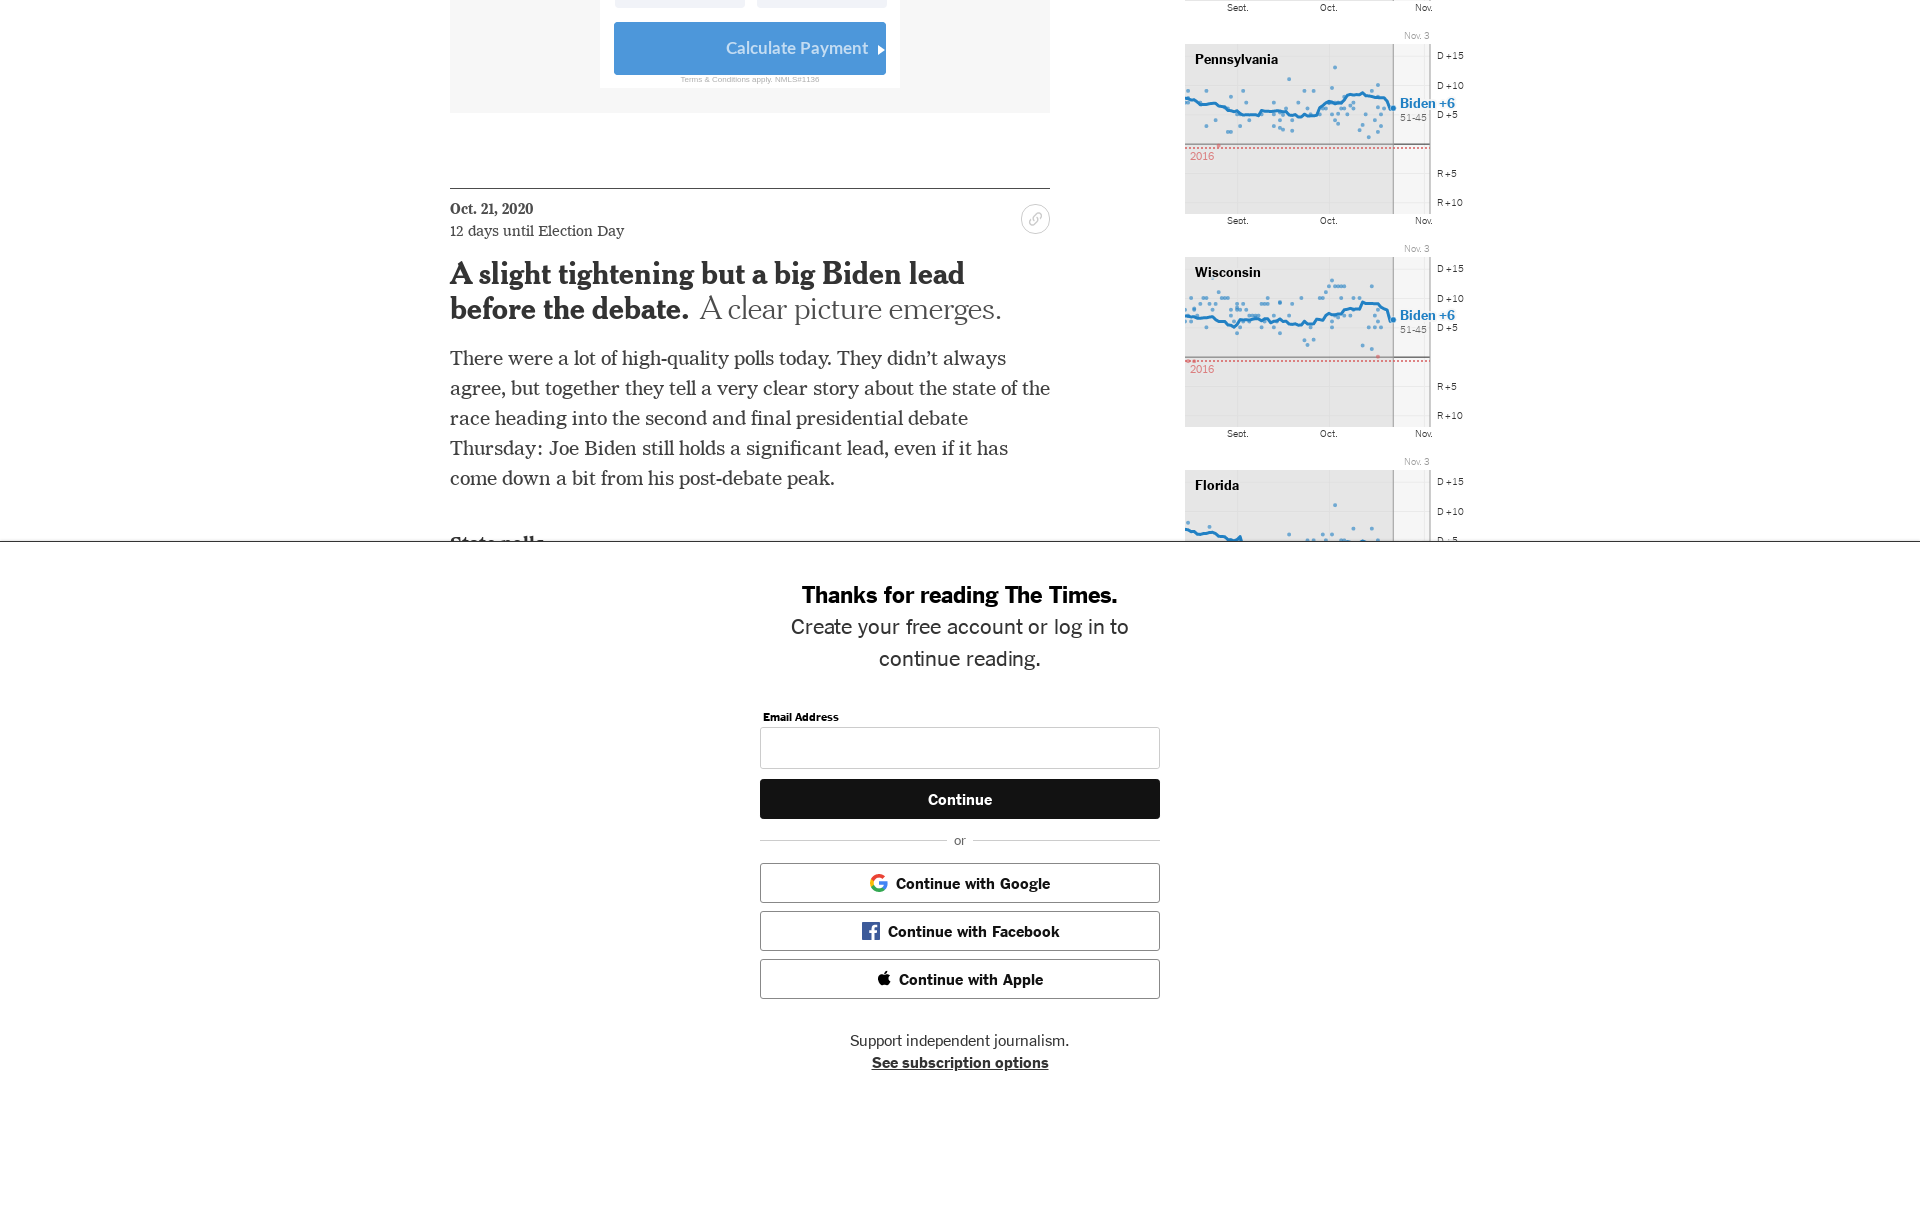 Calculate Payment
Terms & Conditions apply. NMLS#1136
Oct. 21, 2020
12 days until Election Day
A slight tightening but a big Biden lead
before the debate. A clear picture emerges.
There were a lot of high-quality polls today. They didn’t always
agree, but together they tell a very clear story about the state of the
race heading into the second and final presidential debate
Thursday: Joe Biden still holds a significant lead, even if it has
come down a bit from his post-debate peak.
State polls
Sept. Oct. Nov.
Nov. 3
Pennsylvania
D +15
D +10
Biden +6
51-45
D +5
2016
R +5
R +10
Sept. Oct. Nov.
Nov. 3
Wisconsin
D +15
D +10
Biden +6
51-45
D +5
2016
R +5
R +10
Sept. Oct. Nov.
Nov. 3
Florida
D +15
D +10
D +5
Thanks for reading The Times.
Create your free account or log in to
continue reading.
Email Address
Continue
or
Continue with Google
Continue with Facebook
Continue with Apple
Support independent journalism.
See subscription options